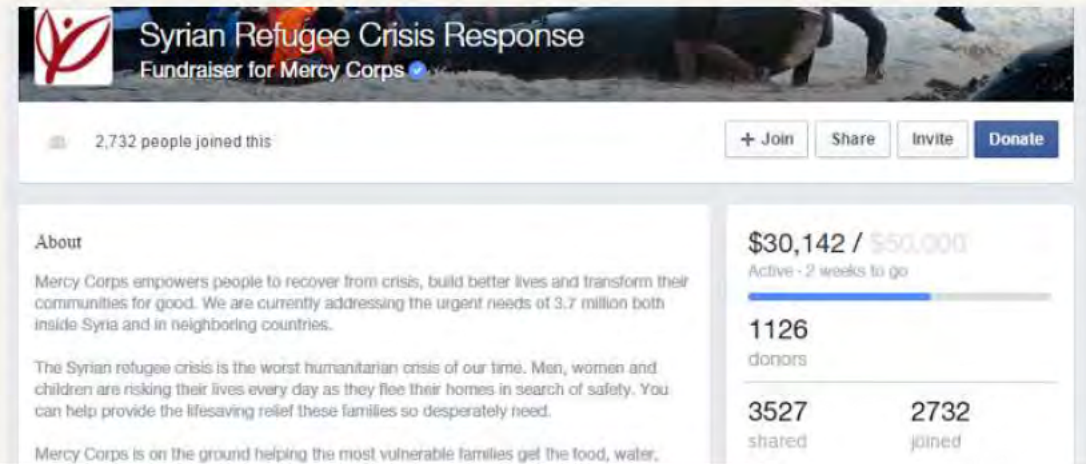 Syrian Refugee Crisis Response
Fundraiser for Mercy Corps
2,732 people joined this
+ Join
Share
Invite
Donate
About
Mercy Corps empowers people to recover from crisis, build better lives and transform their
communities for good. We are currently addressing the urgent needs of 3.7 million both
inside Syria and in neighboring countries.
The Syrian refugee crisis is the worst humanitarian crisis of our time. Men, women and
children are risking their lives every day as they flee their homes in search of safety. You
can help provide the lifesaving relief these families so desperately need.
Mercy Corps is on the ground helping the most vulnerable families get the food, water,
$30,142 / $50,000
Active - 2 weeks to go
1126
donors
3527
shared
2732
joined